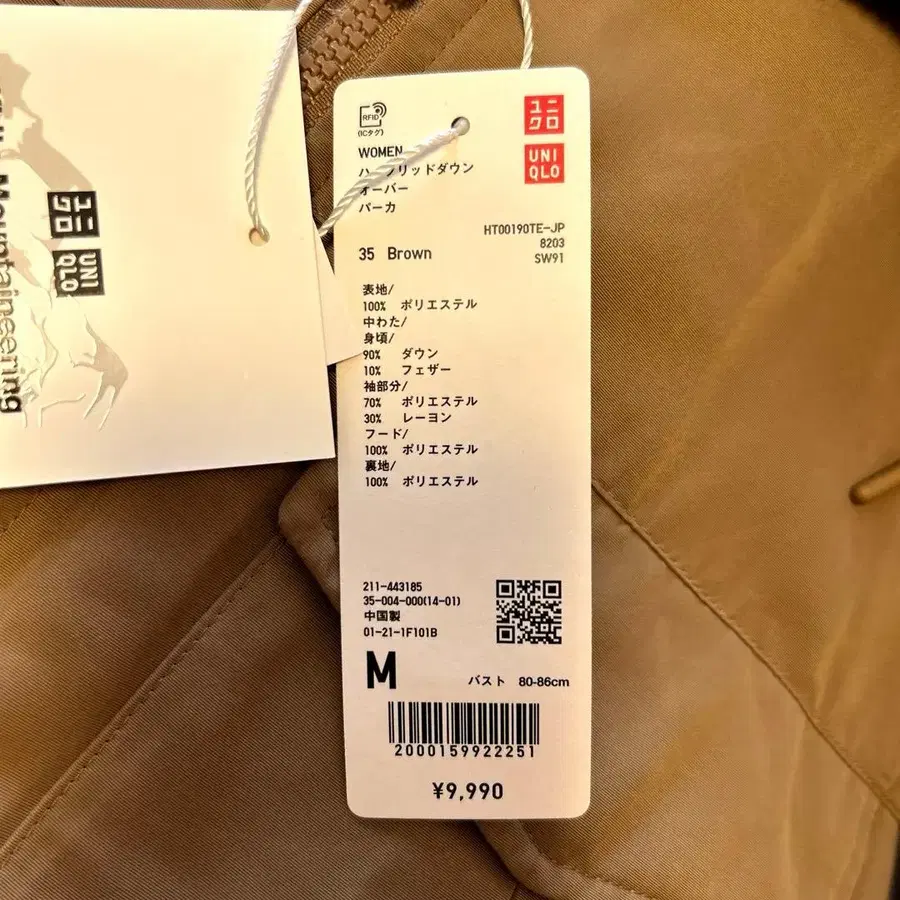 Mountaineering
ユニ
クロ
UNI
QLO
RFID
(ICタグ)
ユニ
クロ
UNI
QLO
WOMEN
ハイブリッドダウン
オーバー
パーカ
HT00190TE-JP
8203
SW91
35 Brown
表地/
100% ポリエステル
中わた/
身頃/
90% ダウン
10% フェザー
袖部分/
70% ポリエステル
30% レーヨン
フード/
100% ポリエステル
裏地/
100% ポリエステル
211-443185
35-004-000(14-01)
中国製
01-21-1F101B
M
バスト 80-86cm
2000159922251
¥9,990